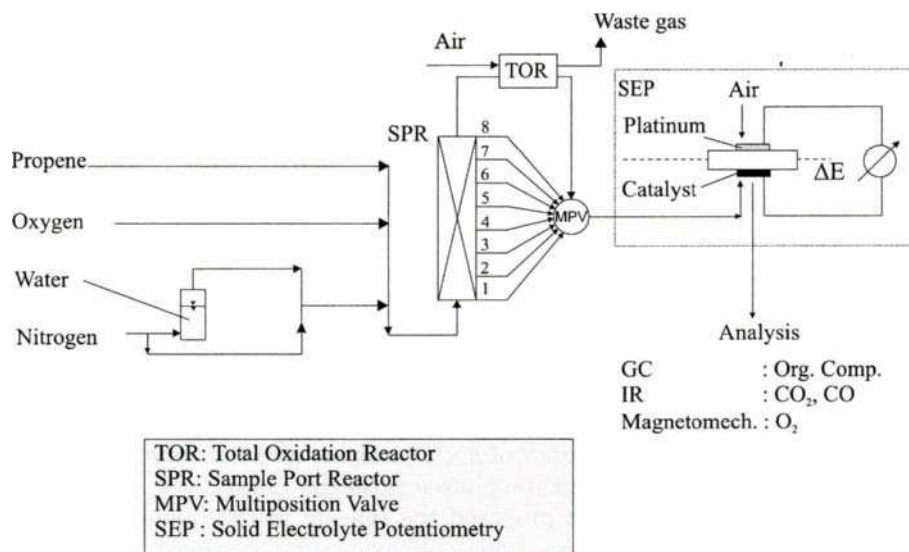 Waste gas
Air
TOR
SEP
Air
SPR
Platinum
Propene
Catalyst
ΔE
8
7
6
5
4
3
2
1
MPV
Oxygen
Water
Nitrogen
Analysis
GC : Org. Comp.
IR : CO₂, CO
Magnetomech. : O₂
TOR: Total Oxidation Reactor
SPR: Sample Port Reactor
MPV: Multiposition Valve
SEP : Solid Electrolyte Potentiometry